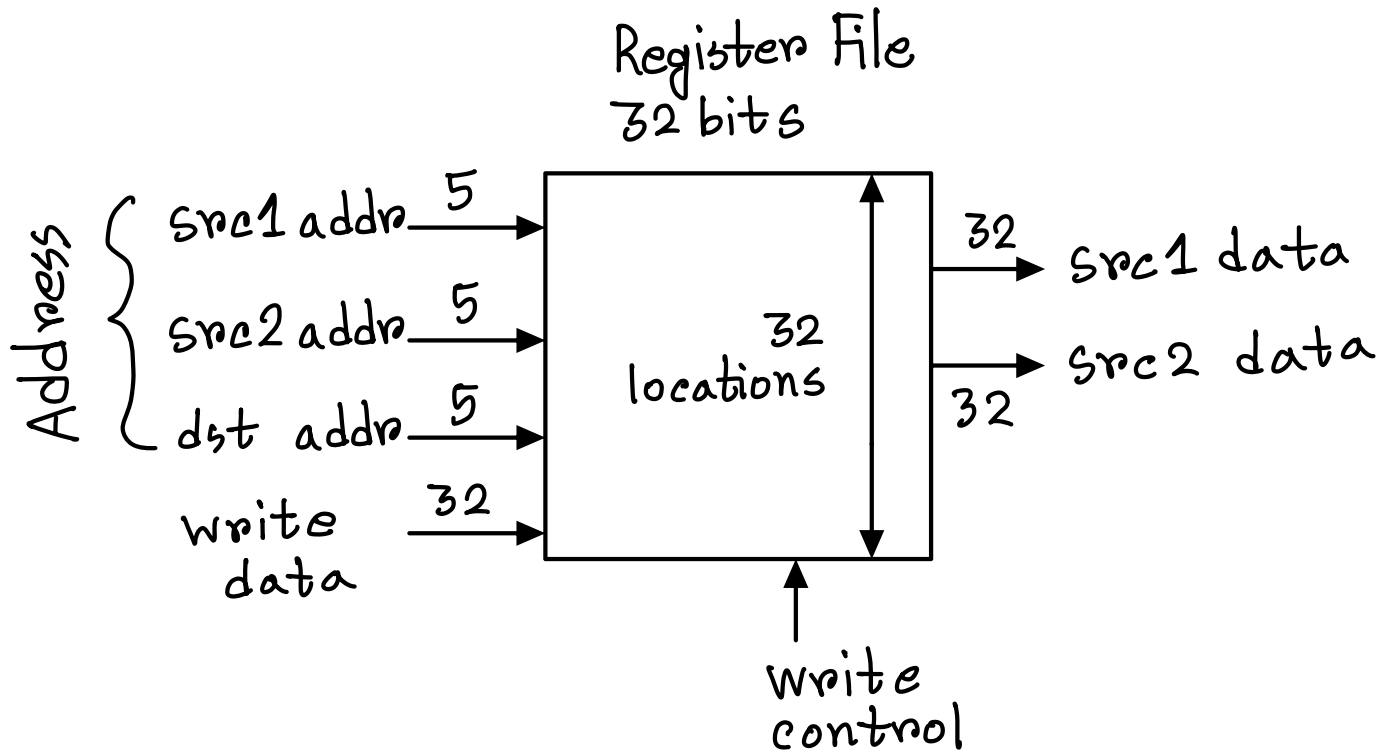 Register File
32 bits
Address
src1 addr
5
src2 addr
5
dst addr
5
write
data
32
32
locations
32
src1 data
src2 data
32
write
control